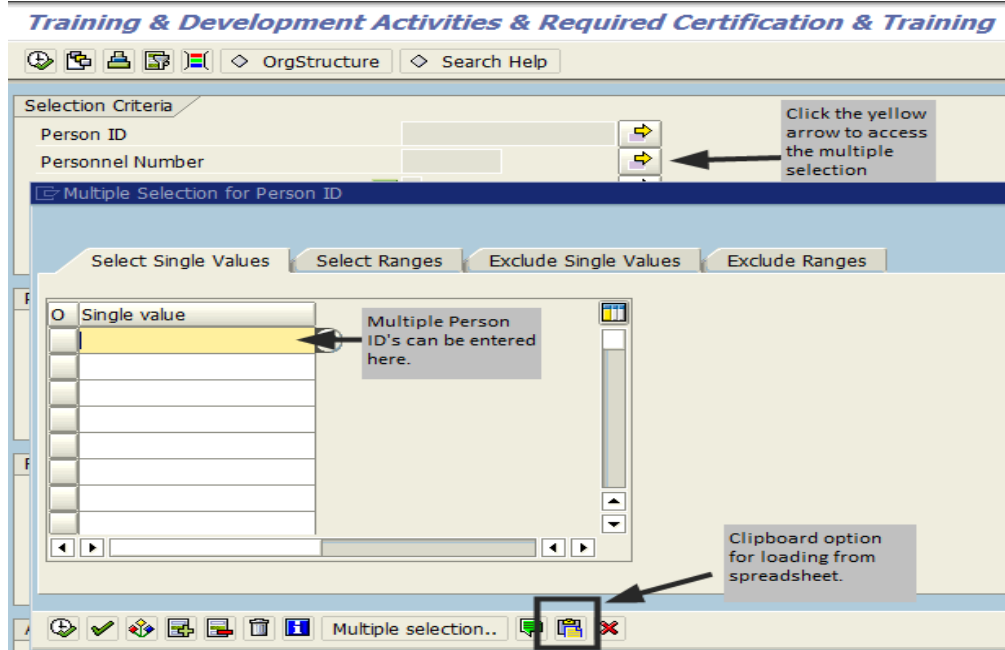 Training & Development Activities & Required Certification & Training
OrgStructure Search Help
Selection Criteria
Person ID
Personnel Number
Click the yellow
arrow to access
the multiple
selection
Multiple Selection for Person ID
Select Single Values Select Ranges Exclude Single Values Exclude Ranges
O Single value
Multiple Person
ID's can be entered
here.
Clipboard option
for loading from
spreadsheet.
Multiple selection..